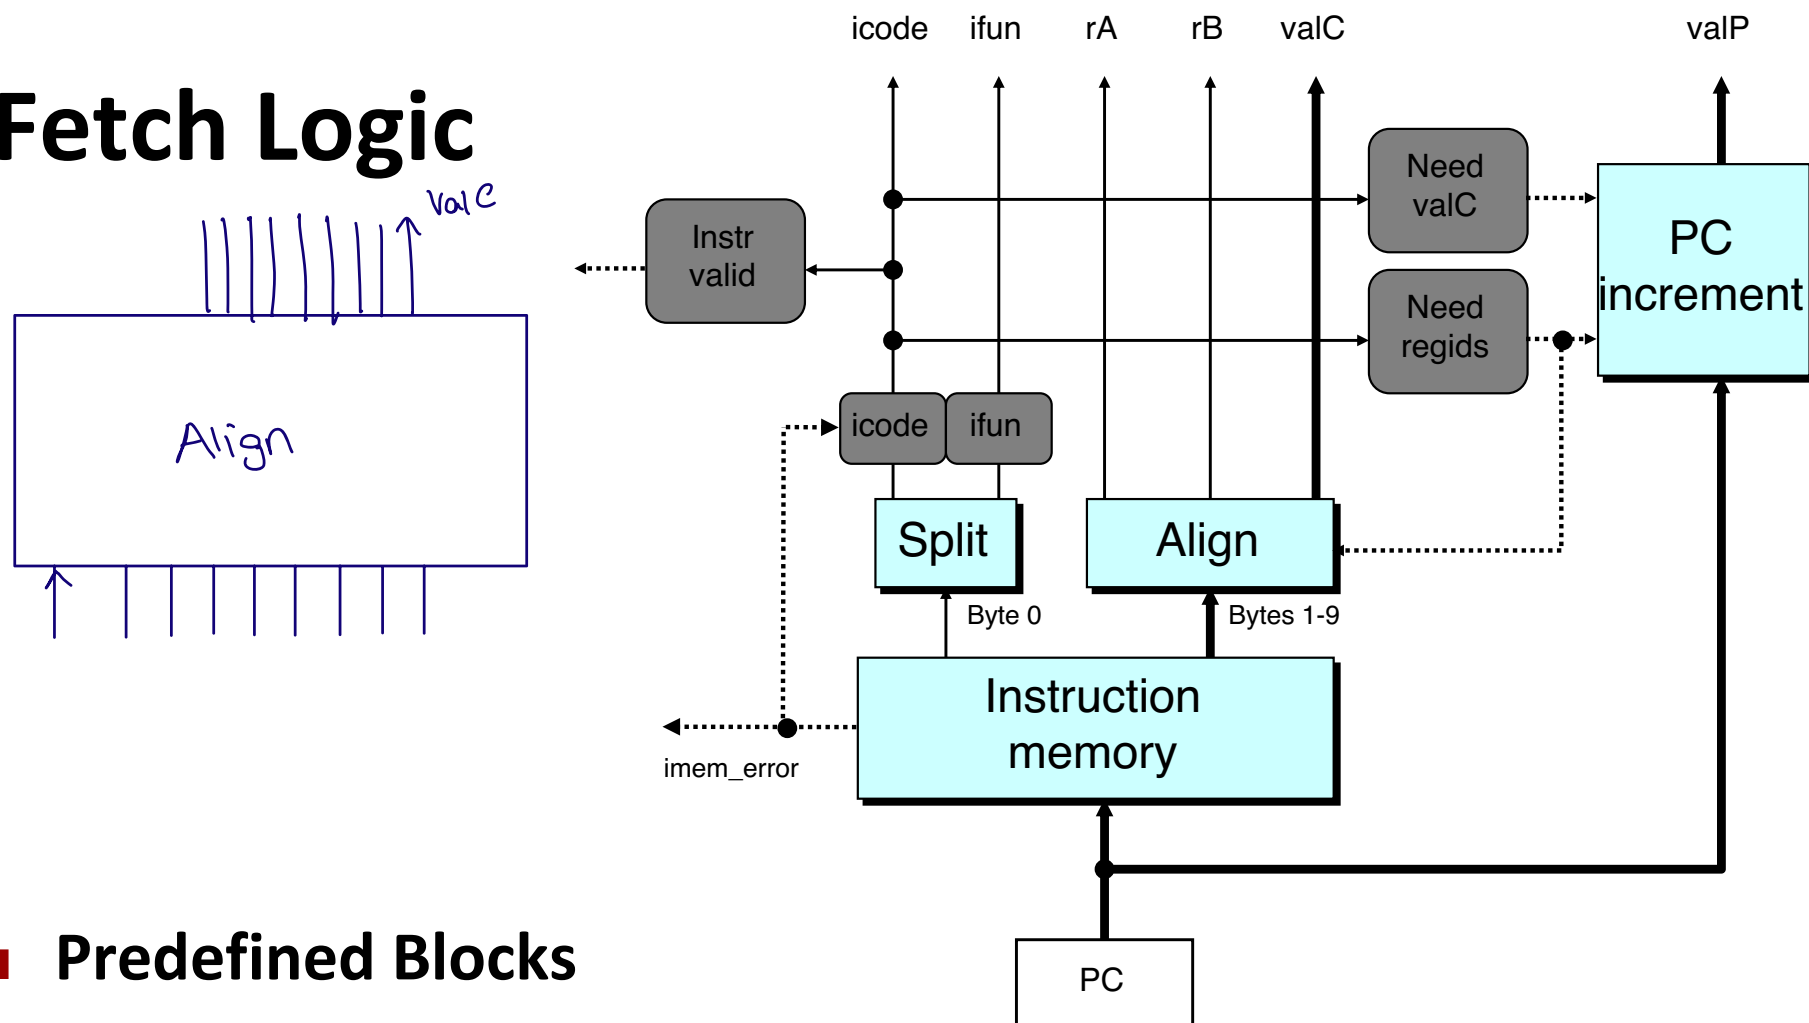 icode ifun rA rB valC valP
Fetch Logic
Val C
Need
valC
Instr
valid
PC
increment
Need
regids
icode ifun
Align
Split
Align
Byte 0
Bytes 1-9
Instruction
memory
imem_error
Predefined Blocks
PC